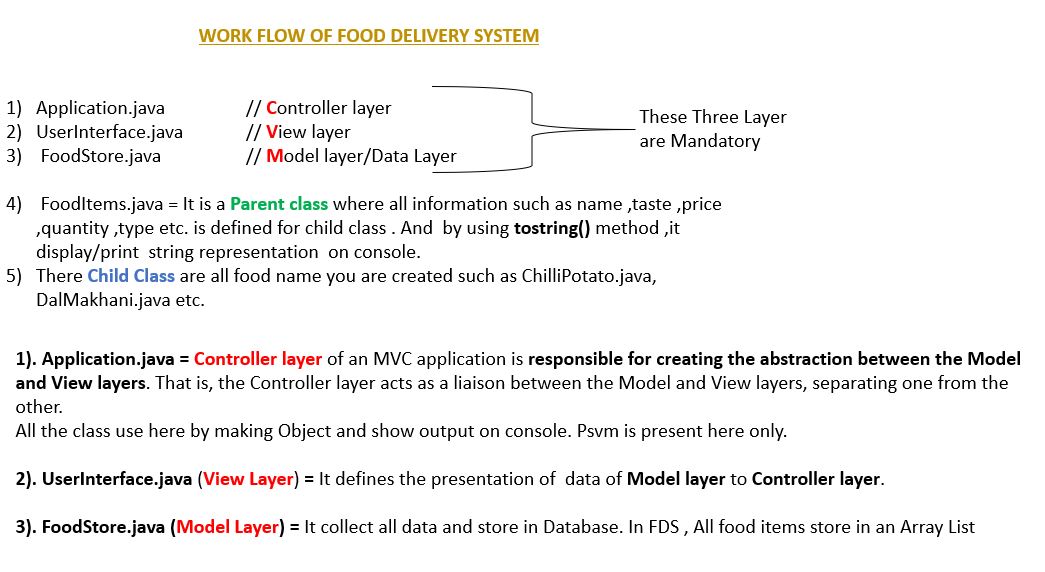 WORK FLOW OF FOOD DELIVERY SYSTEM
1) Application.java // Controller layer
2) UserInterface.java // View layer
3) FoodStore.java // Model layer/Data Layer
These Three Layer
are Mandatory
4) FoodItems.java = It is a Parent class where all information such as name ,taste ,price
,quantity ,type etc. is defined for child class . And by using tostring() method ,it
display/print string representation on console.
5) There Child Class are all food name you are created such as ChilliPotato.java,
DalMakhani.java etc.
1). Application.java = Controller layer of an MVC application is responsible for creating the abstraction between the Model
and View layers. That is, the Controller layer acts as a liaison between the Model and View layers, separating one from the
other.
All the class use here by making Object and show output on console. Psvm is present here only.
2). UserInterface.java (View Layer) = It defines the presentation of data of Model layer to Controller layer.
3). FoodStore.java (Model Layer) = It collect all data and store in Database. In FDS , All food items store in an Array List